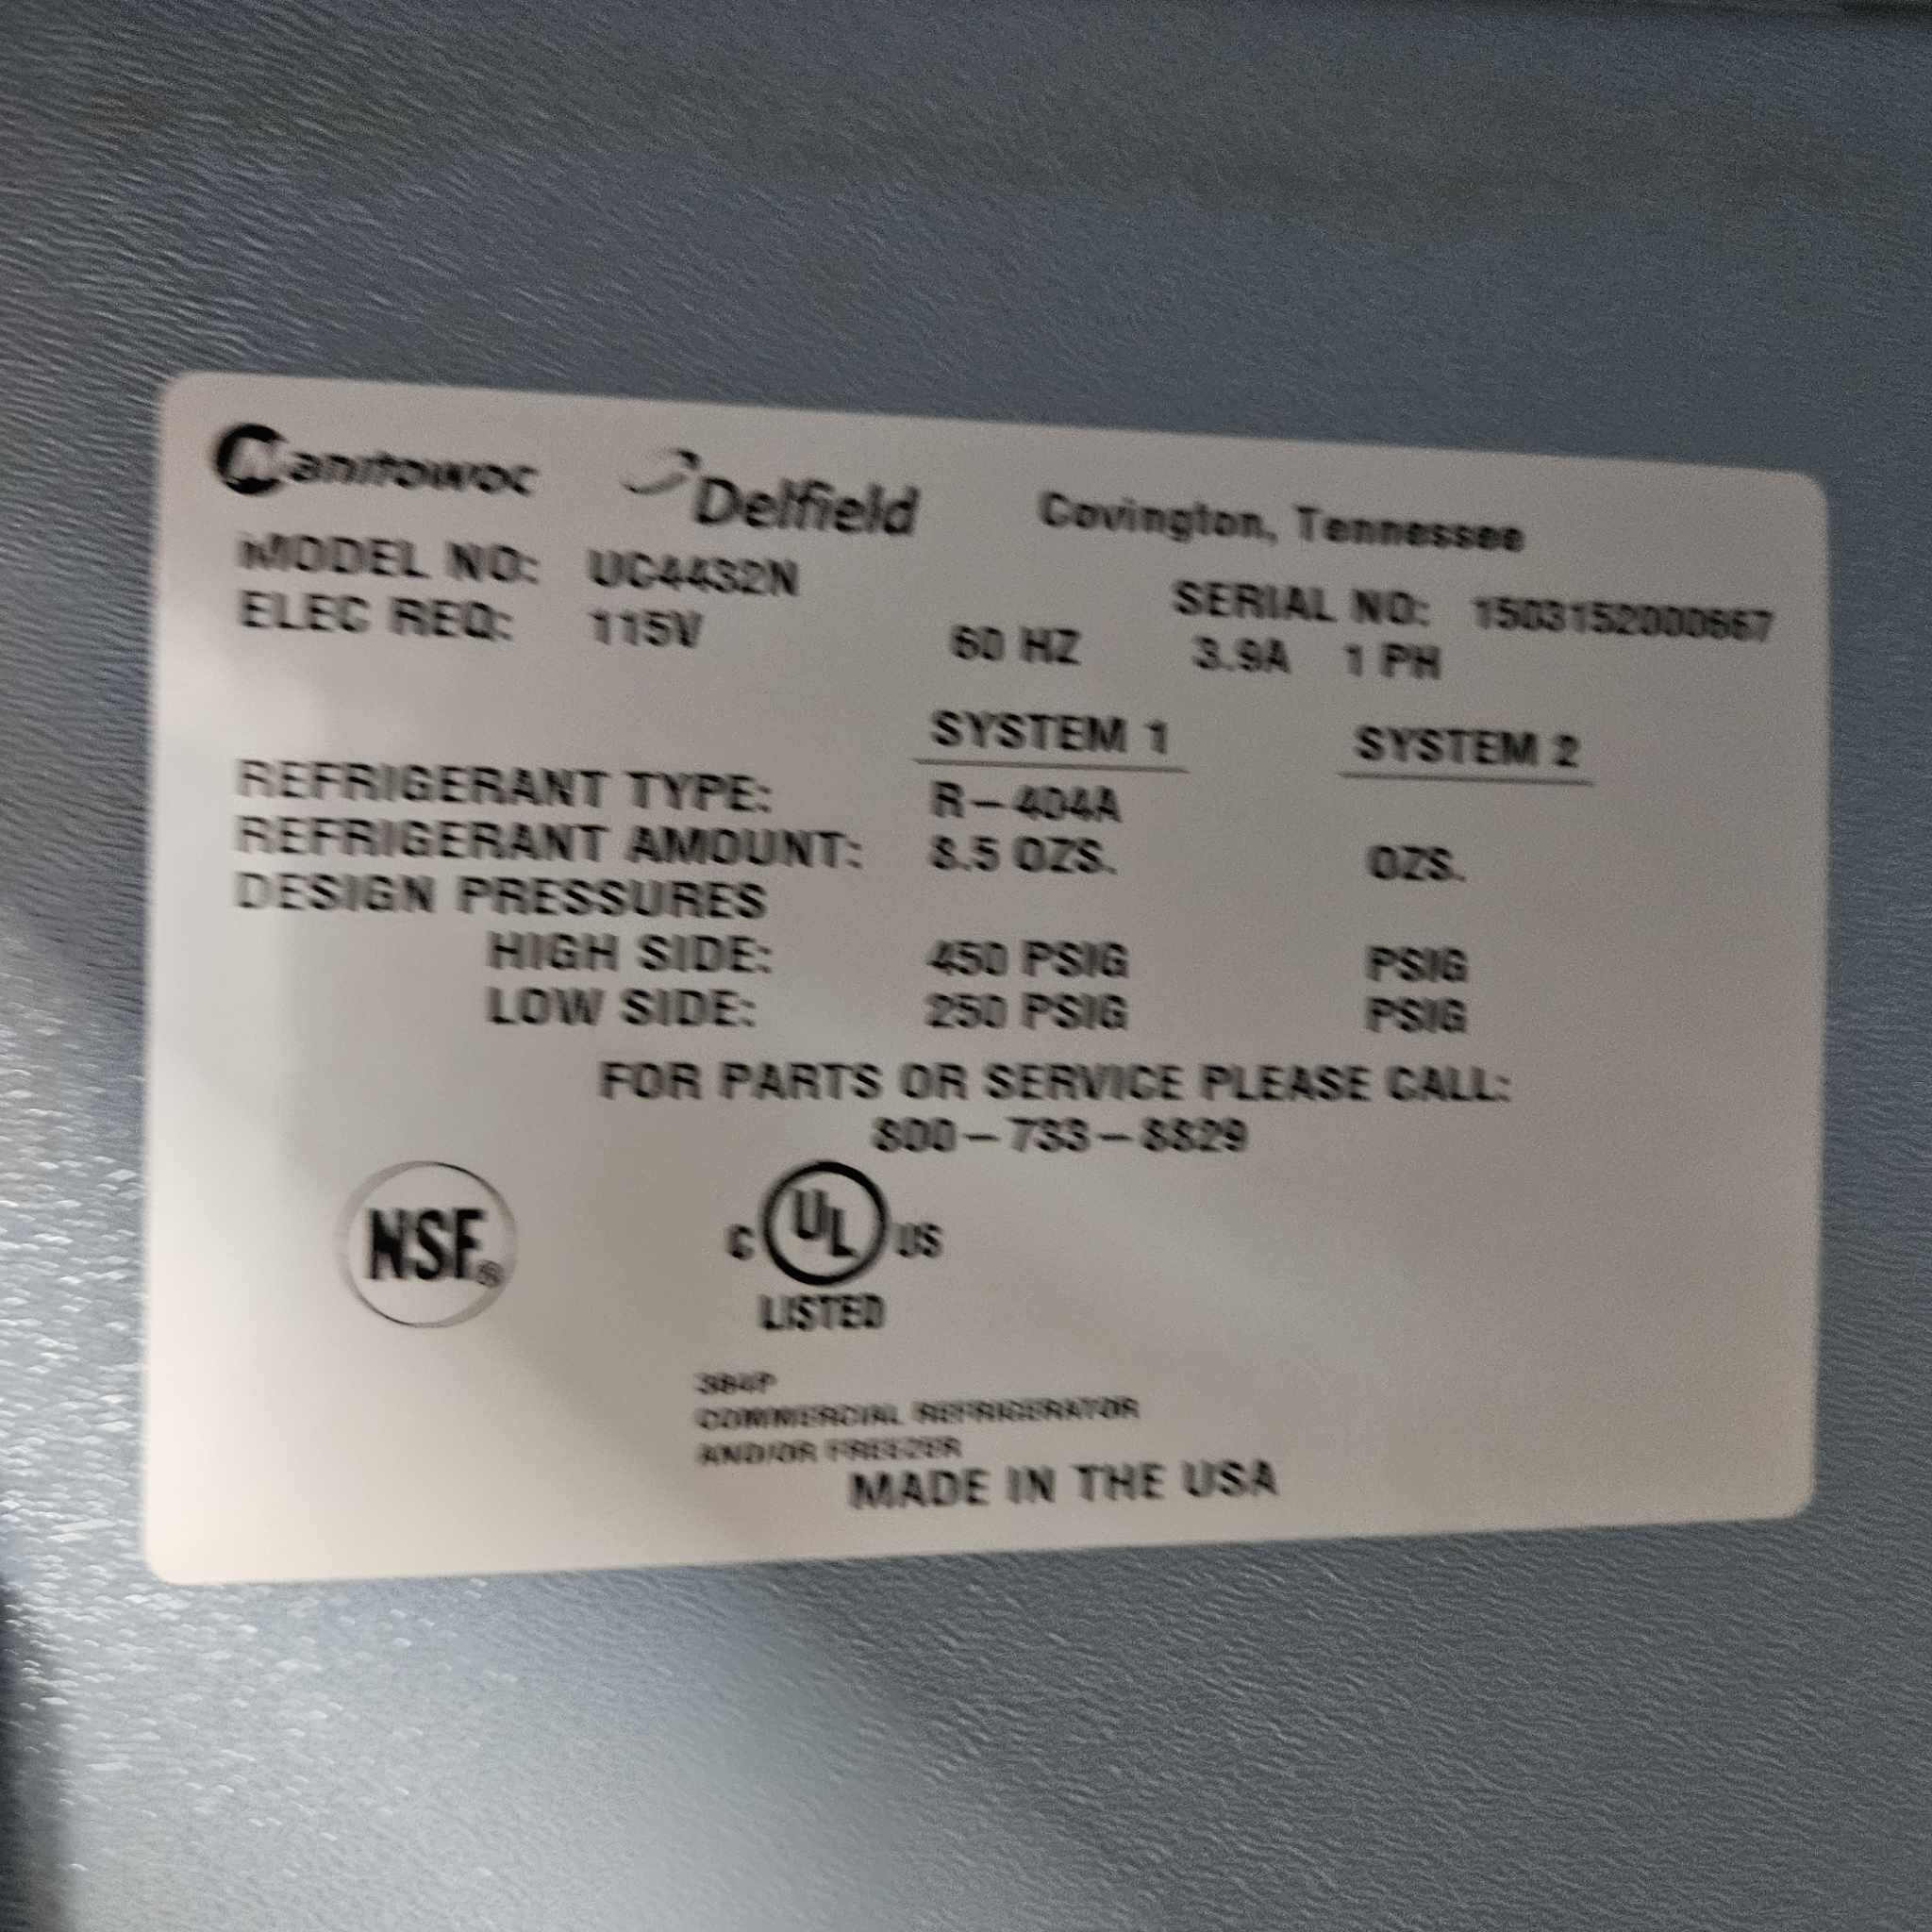 Manitowoc Delfield Covington, Tennessee
MODEL NO: UC4432N SERIAL NO: 1503152000667
ELEC REQ: 115V 60 HZ 3.9A 1 PH
SYSTEM 1 SYSTEM 2
REFRIGERANT TYPE: R-404A
REFRIGERANT AMOUNT: 8.5 OZS. OZS.
DESIGN PRESSURES
HIGH SIDE: 450 PSIG PSIG
LOW SIDE: 250 PSIG PSIG
FOR PARTS OR SERVICE PLEASE CALL:
800-733-8829
NSF®
C UL US
LISTED
384P
COMMERCIAL REFRIGERATOR
AND/OR FREEZER
MADE IN THE USA